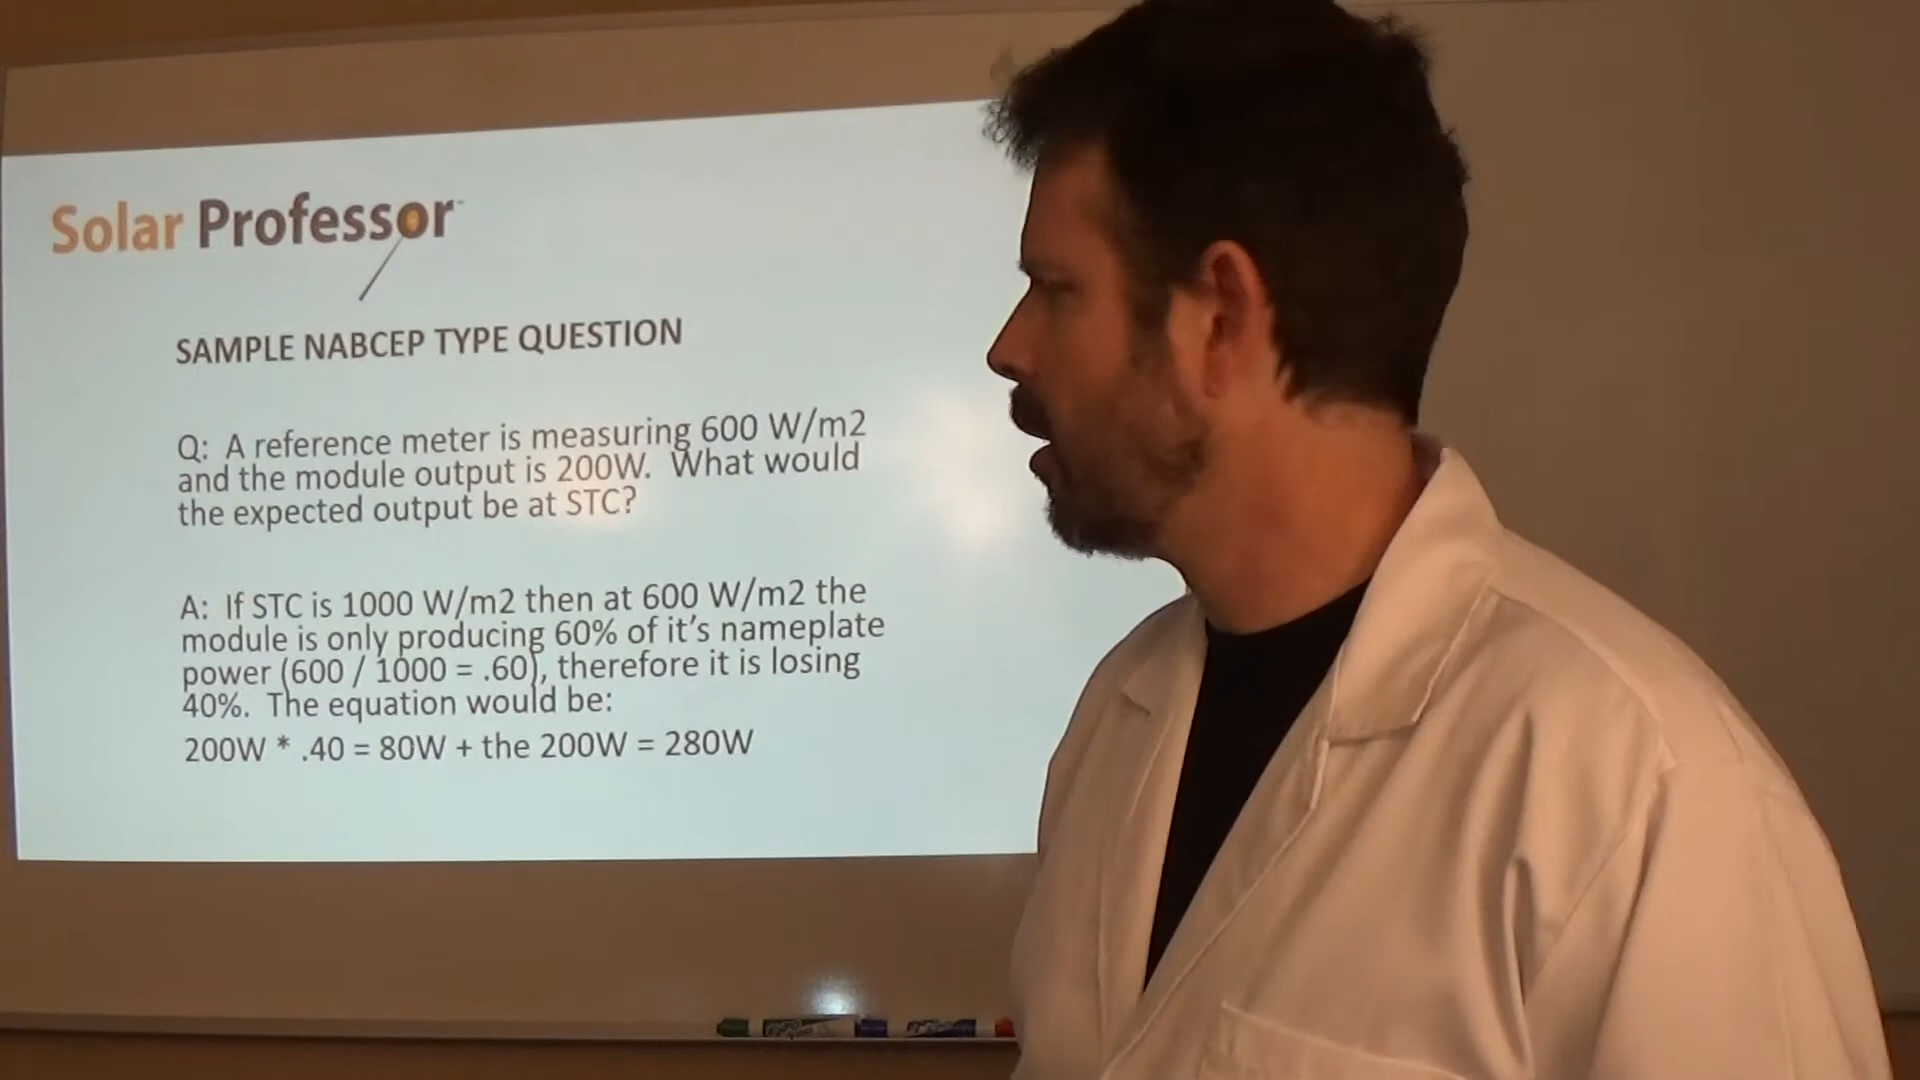 Solar Professor
SAMPLE NABCEP TYPE QUESTION
Q: A reference meter is measuring 600 W/m2
and the module output is 200W. What would
the expected output be at STC?
A: If STC is 1000 W/m2 then at 600 W/m2 the
module is only producing 60% of it's nameplate
power (600 / 1000 = .60), therefore it is losing
40%. The equation would be:
200W * .40 = 80W + the 200W = 280W